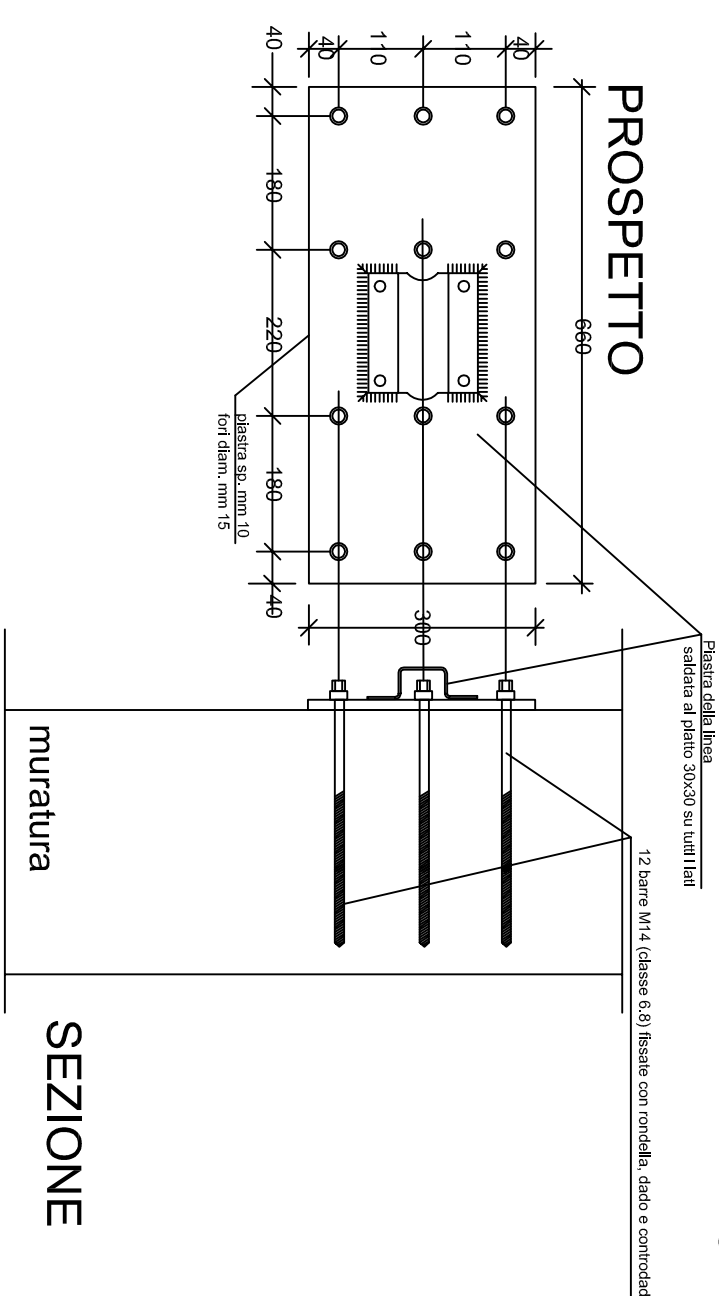 PROSPETTO
660
40
110
110
40
40
180
220
180
40
300
piastra sp. mm 10
fori diam. mm 15
Piastra della linea
saldata al platto 30x30 su tutti i lati
12 barre M14 (classe 6.8) fissate con rondella, dado e controdad
muratura
SEZIONE